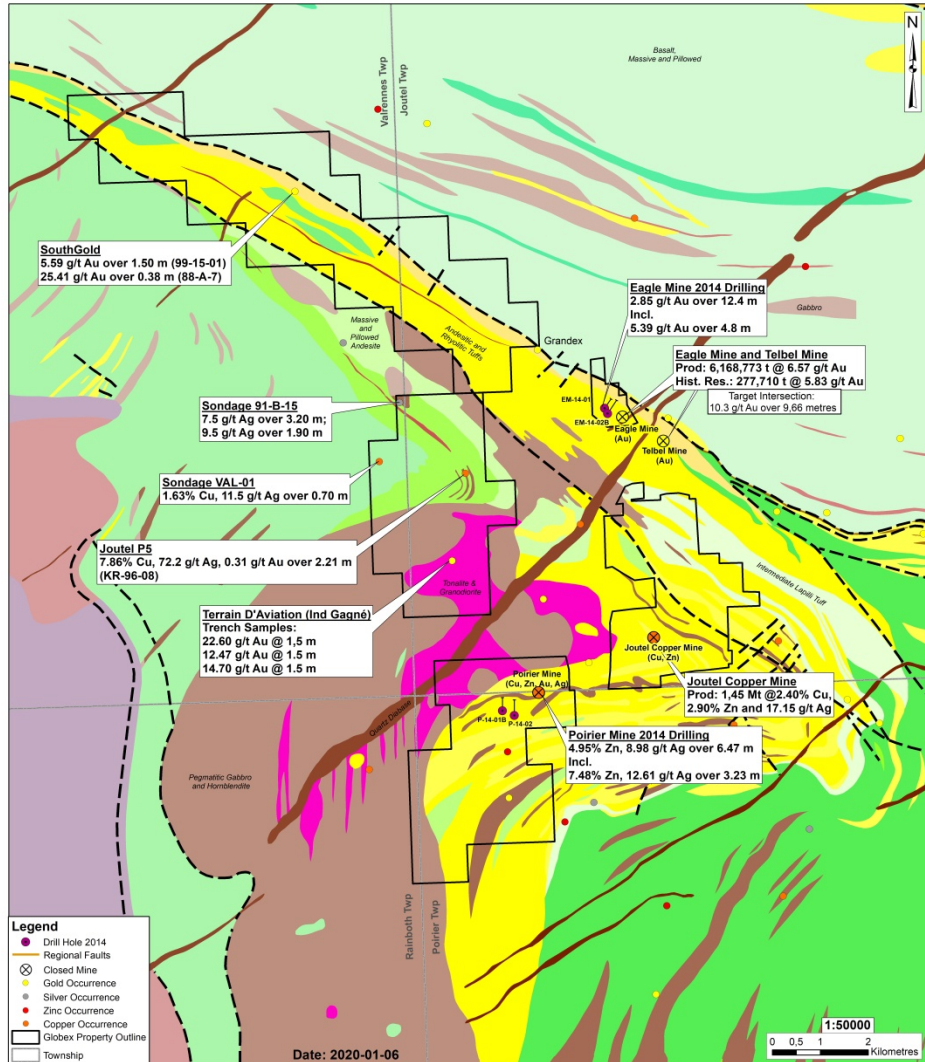 N
Basalt,
Massive and Pillowed
Valrennes Twp
Joutel Twp
SouthGold
5.59 g/t Au over 1.50 m (99-15-01)
25.41 g/t Au over 0.38 m (88-A-7)
Eagle Mine 2014 Drilling
2.85 g/t Au over 12.4 m
Incl.
5.39 g/t Au over 4.8 m
Gabbro
Massive
and
Pillowed
Andesite
Andesitic and
Rhyolitic Tuffs
Grandex
Eagle Mine and Telbel Mine
Prod: 6,168,773 t @ 6.57 g/t Au
Hist. Res.: 277,710 t @ 5.83 g/t Au
Target Intersection:
10.3 g/t Au over 9,66 metres
EM-14-01
EM-14-02B
Eagle Mine
(Au)
Telbel Mine
(Au)
Sondage 91-B-15
7.5 g/t Ag over 3.20 m;
9.5 g/t Ag over 1.90 m
Sondage VAL-01
1.63% Cu, 11.5 g/t Ag over 0.70 m
Joutel P5
7.86% Cu, 72.2 g/t Ag, 0.31 g/t Au over 2.21 m
(KR-96-08)
Intermediate Lapilli Tuff
Tonalite &
Granodiorite
Terrain D'Aviation (Ind Gagné)
Trench Samples:
22.60 g/t Au @ 1,5 m
12.47 g/t Au @ 1.5 m
14.70 g/t Au @ 1.5 m
Joutel Copper Mine
(Cu, Zn)
Poirier Mine
(Cu, Zn, Au, Ag)
Joutel Copper Mine
Prod: 1,45 Mt @2.40% Cu,
2.90% Zn and 17.15 g/t Ag
P-14-01B
P-14-02
Quartz Diabase
Poirier Mine 2014 Drilling
4.95% Zn, 8.98 g/t Ag over 6.47 m
Incl.
7.48% Zn, 12.61 g/t Ag over 3.23 m
Pegmatitic Gabbro
and Hornblendite
Rainboth Twp
Poirier Twp
Legend
Drill Hole 2014
Regional Faults
Closed Mine
Gold Occurrence
Silver Occurrence
Zinc Occurrence
Copper Occurrence
Globex Property Outline
Township
Date: 2020-01-06
1:50000
0 0,5 1 2
Kilometres